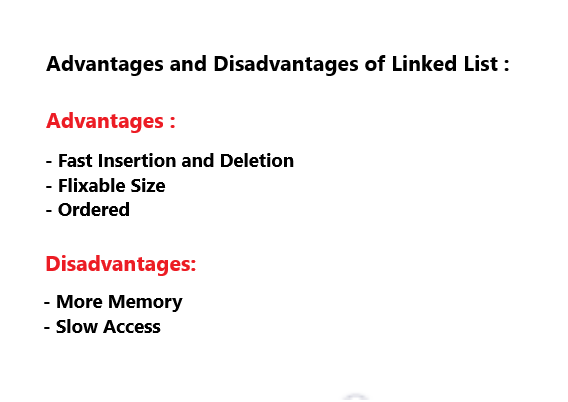 Advantages and Disadvantages of Linked List :
Advantages :
- Fast Insertion and Deletion
- Flixable Size
- Ordered
Disadvantages:
- More Memory
- Slow Access